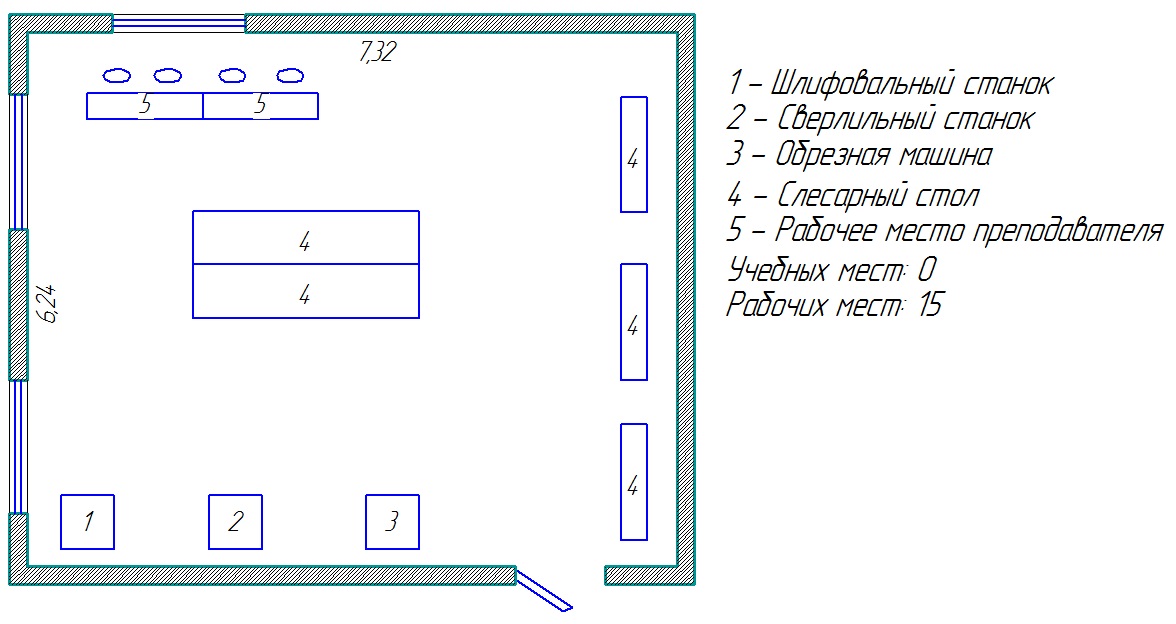 7,32
5
5
4
4
4
6,24
4
4
1
2
3
1 – Шлифовальный станок
2 – Сверлильный станок
3 – Обрезная машина
4 – Слесарный стол
5 – Рабочее место преподавателя
Учебных мест: 0
Рабочих мест: 15